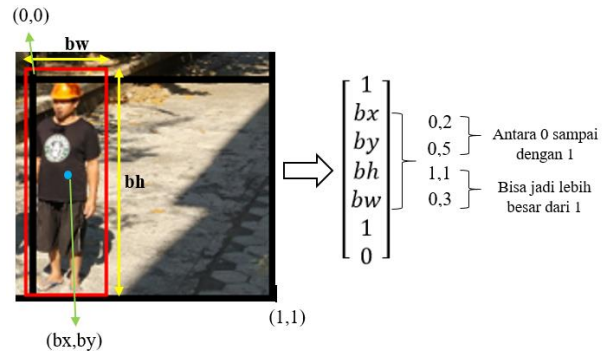 (0,0)
bw
bh
(bx,by)
(1,1)
1
bx
by
bh
bw
1
0
0,2
0,5
1,1
0,3
Antara 0 sampai
dengan 1
Bisa jadi lebih
besar dari 1